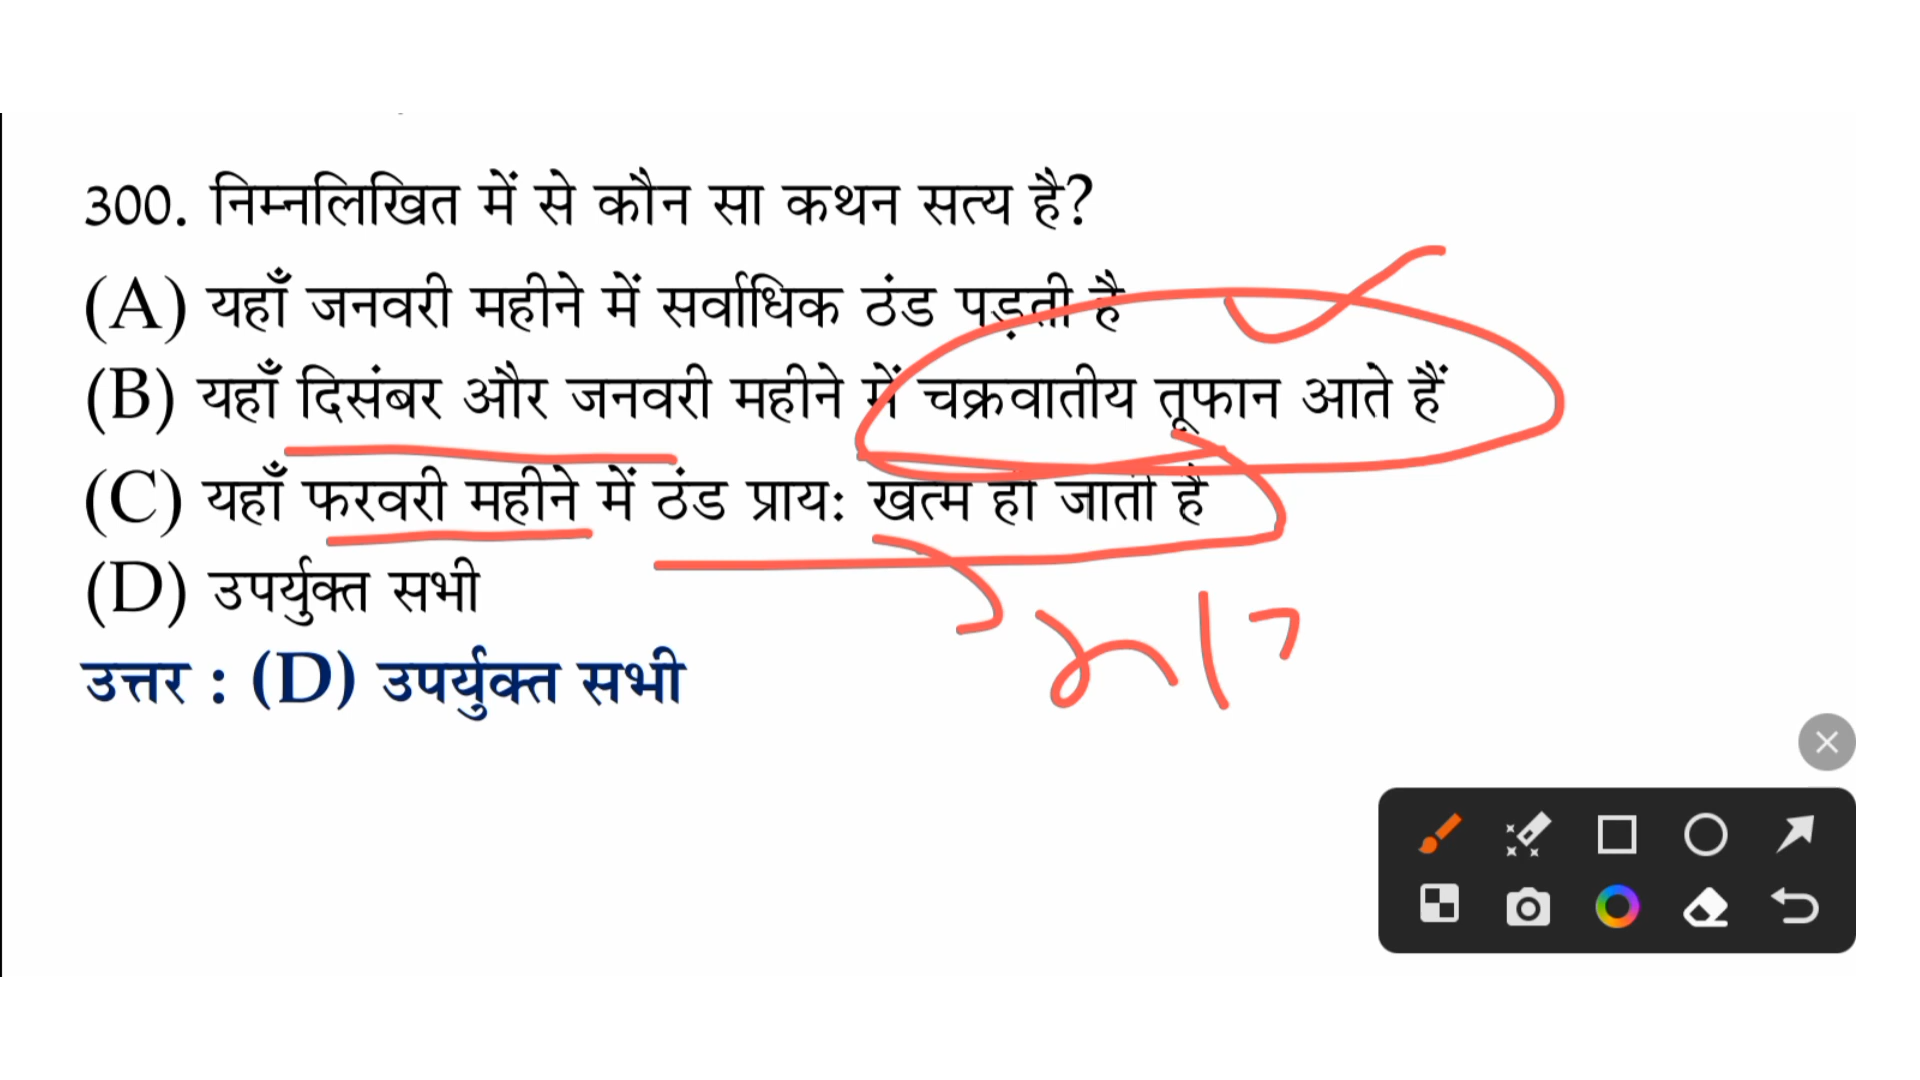 300. निम्नलिखित में से कौन सा कथन सत्य है?
(A) यहाँ जनवरी महीने में सर्वाधिक ठंड पड़ती है
(B) यहाँ दिसंबर और जनवरी महीने में चक्रवातीय तूफान आते हैं
(C) यहाँ फरवरी महीने में ठंड प्राय: खत्म हो जाती है
(D) उपर्युक्त सभी
उत्तर : (D) उपर्युक्त सभी